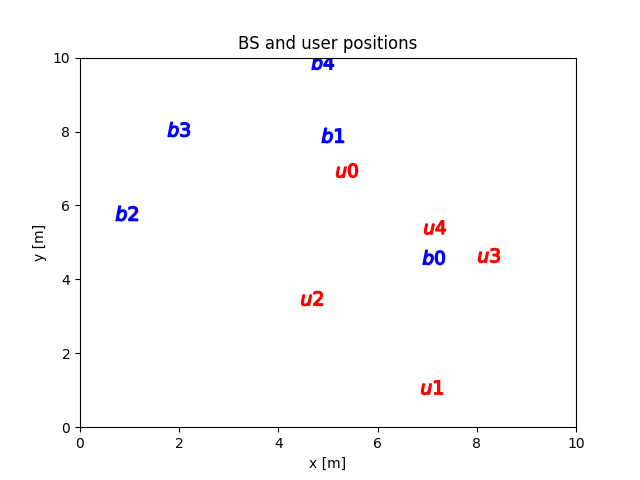 BS and user positions
10
b4
8
b3
b1
u0
6
b2
u4
b0
u3
y [m]
4
u2
2
u1
0
0 2 4 6 8 10
x [m]